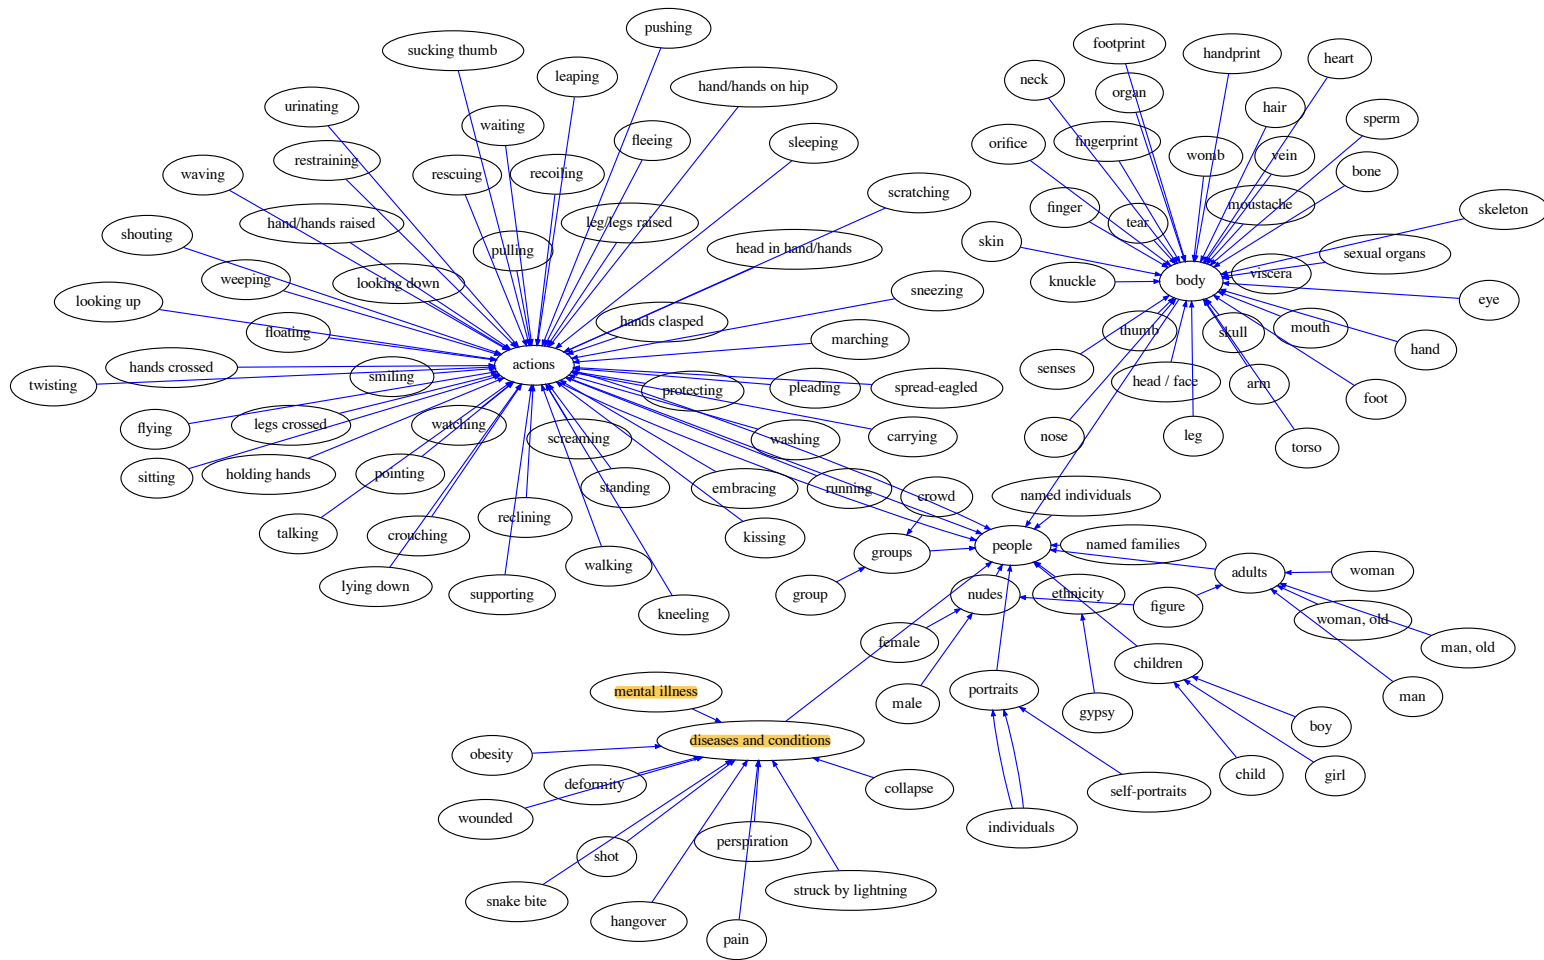 pushing
sucking thumb
footprint
handprint
heart
leaping
neck
hand/hands on hip
organ
urinating
hair
sperm
waiting
fleeing
sleeping
orifice
fingerprint
womb
vein
restraining
bone
waving
rescuing
recoiling
scratching
finger
moustache
skeleton
hand/hands raised
leg/legs raised
tear
shouting
skin
pulling
head in hand/hands
sexual organs
weeping
looking down
knuckle
body
viscera
sneezing
eye
looking up
floating
hands clasped
thumb
skull
mouth
marching
hand
hands crossed
actions
senses
twisting
smiling
protecting
pleading
spread-eagled
head / face
arm
foot
flying
legs crossed
watching
screaming
washing
carrying
nose
leg
torso
sitting
holding hands
pointing
standing
embracing
running
crowd
named individuals
talking
crouching
reclining
kissing
groups
people
named families
walking
adults
woman
lying down
supporting
group
nudes
ethnicity
figure
kneeling
woman, old
female
man, old
children
mental illness
male
portraits
man
gypsy
boy
diseases and conditions
obesity
deformity
collapse
self-portraits
child
girl
wounded
individuals
perspiration
shot
struck by lightning
snake bite
hangover
pain